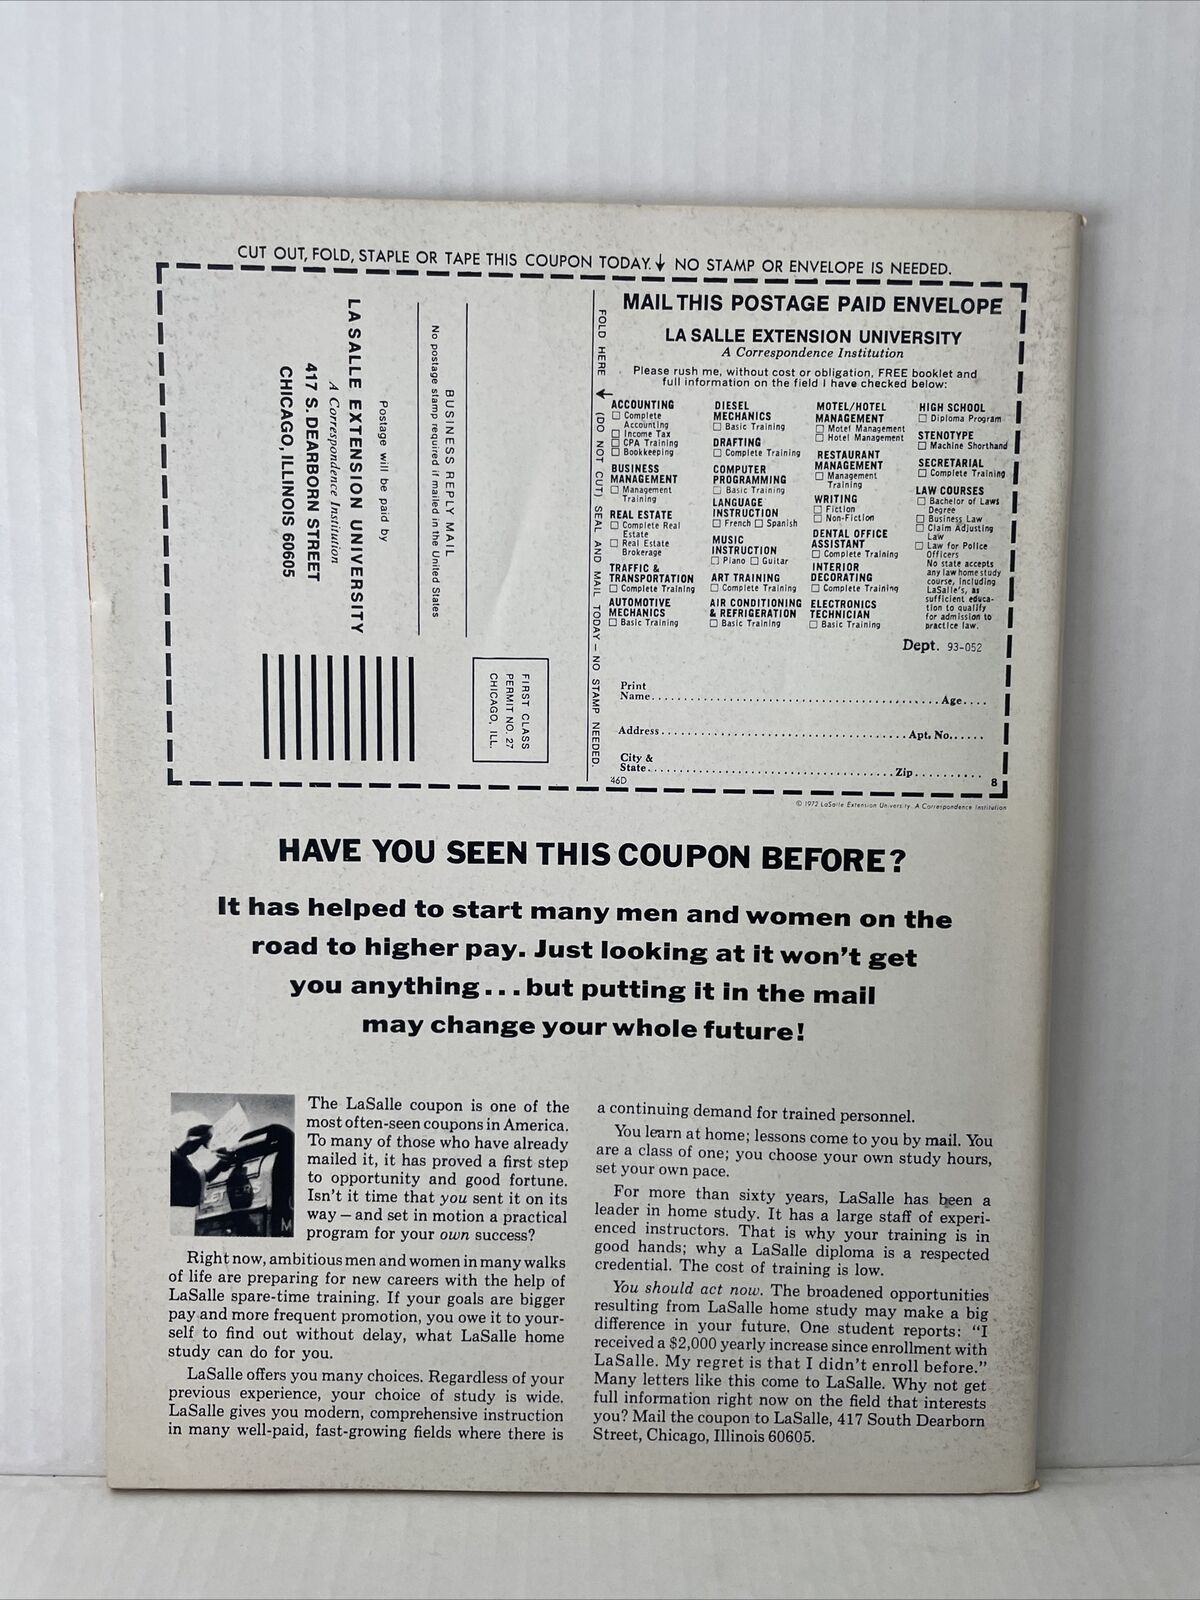 CUT OUT, FOLD, STAPLE OR TAPE THIS COUPON TODAY. ↓ NO STAMP OR ENVELOPE IS NEEDED.
LA SALLE EXTENSION UNIVERSITY
A Correspondence Institution
417 S. DEARBORN STREET
CHICAGO, ILLINOIS 60605
Postage will be paid by
BUSINESS REPLY MAIL
No postage stamp required if mailed in the United States
FIRST CLASS
PERMIT NO. 27
CHICAGO, ILL.
FOLD HERE (DO NOT CUT) SEAL AND MAIL TODAY — NO STAMP NEEDED.
MAIL THIS POSTAGE PAID ENVELOPE
LA SALLE EXTENSION UNIVERSITY
A Correspondence Institution
Please rush me, without cost or obligation, FREE booklet and
full information on the field I have checked below:
ACCOUNTING
☐ Complete
Accounting
☐ Income Tax
☐ CPA Training
☐ Bookkeeping
BUSINESS
MANAGEMENT
☐ Management
Training
REAL ESTATE
☐ Complete Real
Estate
☐ Real Estate
Brokerage
TRAFFIC &
TRANSPORTATION
☐ Complete Training
AUTOMOTIVE
MECHANICS
☐ Basic Training
DIESEL
MECHANICS
☐ Basic Training
DRAFTING
☐ Complete Training
COMPUTER
PROGRAMMING
☐ Basic Training
LANGUAGE
INSTRUCTION
☐ French ☐ Spanish
MUSIC
INSTRUCTION
☐ Piano ☐ Guitar
ART TRAINING
☐ Complete Training
AIR CONDITIONING
& REFRIGERATION
☐ Basic Training
MOTEL/HOTEL
MANAGEMENT
☐ Motel Management
☐ Hotel Management
RESTAURANT
MANAGEMENT
☐ Management
Training
WRITING
☐ Fiction
☐ Non-Fiction
DENTAL OFFICE
ASSISTANT
☐ Complete Training
INTERIOR
DECORATING
☐ Complete Training
ELECTRONICS
TECHNICIAN
☐ Basic Training
HIGH SCHOOL
☐ Diploma Program
STENOTYPE
☐ Machine Shorthand
SECRETARIAL
☐ Complete Training
LAW COURSES
☐ Bachelor of Laws
Degree
☐ Business Law
☐ Claim Adjusting
Law
☐ Law for Police
Officers
No state accepts
any law home study
course, including
LaSalle's, as
sufficient educa-
tion to qualify
for admission to
practice law.
Dept. 93-052
Print
Name........ Age....
Address........ Apt. No......
City &
State........ Zip..........
46D 8
© 1972 LaSalle Extension University. A Correspondence Institution
HAVE YOU SEEN THIS COUPON BEFORE?
It has helped to start many men and women on the
road to higher pay. Just looking at it won't get
you anything...but putting it in the mail
may change your whole future!
The LaSalle coupon is one of the
most often-seen coupons in America.
To many of those who have already
mailed it, it has proved a first step
to opportunity and good fortune.
Isn't it time that you sent it on its
way — and set in motion a practical
program for your own success?
Right now, ambitious men and women in many walks
of life are preparing for new careers with the help of
LaSalle spare-time training. If your goals are bigger
pay and more frequent promotion, you owe it to your-
self to find out without delay, what LaSalle home
study can do for you.
LaSalle offers you many choices. Regardless of your
previous experience, your choice of study is wide.
LaSalle gives you modern, comprehensive instruction
in many well-paid, fast-growing fields where there is
a continuing demand for trained personnel.
You learn at home; lessons come to you by mail. You
are a class of one; you choose your own study hours,
set your own pace.
For more than sixty years, LaSalle has been a
leader in home study. It has a large staff of experi-
enced instructors. That is why your training is in
good hands; why a LaSalle diploma is a respected
credential. The cost of training is low.
You should act now. The broadened opportunities
resulting from LaSalle home study may make a big
difference in your future. One student reports: "I
received a $2,000 yearly increase since enrollment with
LaSalle. My regret is that I didn't enroll before."
Many letters like this come to LaSalle. Why not get
full information right now on the field that interests
you? Mail the coupon to LaSalle, 417 South Dearborn
Street, Chicago, Illinois 60605.